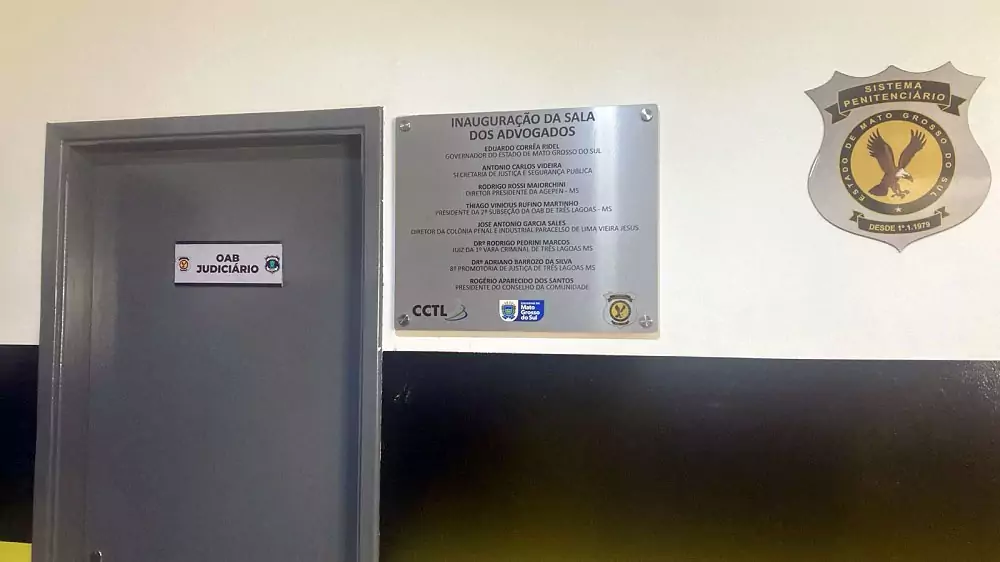 OAB
JUDICIÁRIO
INAUGURAÇÃO DA SALA
DOS ADVOGADOS
EDUARDO CORRÊA RIDEL
GOVERNADOR DO ESTADO DE MATO GROSSO DO SUL
ANTONIO CARLOS VIDEIRA
SECRETARIA DE JUSTIÇA E SEGURANÇA PUBLICA
RODRIGO ROSSI MAIORCHINI
DIRETOR PRESIDENTE DA AGEPEN - MS
THIAGO VINICIUS RUFINO MARTINHO
PRESIDENTE DA 2ª SUBSEÇÃO DA OAB DE TRÊS LAGOAS - MS
JOSE ANTONIO GARCIA SALES
DIRETOR DA COLÔNIA PENAL E INDUSTRIAL PARACELSO DE LIMA VIEIRA JESUS
DRº RODRIGO PEDRINI MARCOS
JUIZ DA 1ª VARA CRIMINAL DE TRÊS LAGOAS MS
DRº ADRIANO BARROZO DA SILVA
8ª PROMOTORIA DE JUSTIÇA DE TRÊS LAGOAS MS
ROGÉRIO APARECIDO DOS SANTOS
PRESIDENTE DO CONSELHO DA COMUNIDADE
CCTL
Mato
Grosso
do Sul
SISTEMA
PENITENCIÁRIO
ESTADO DE MATO GROSSO DO SUL
DESDE 1º.1.1979